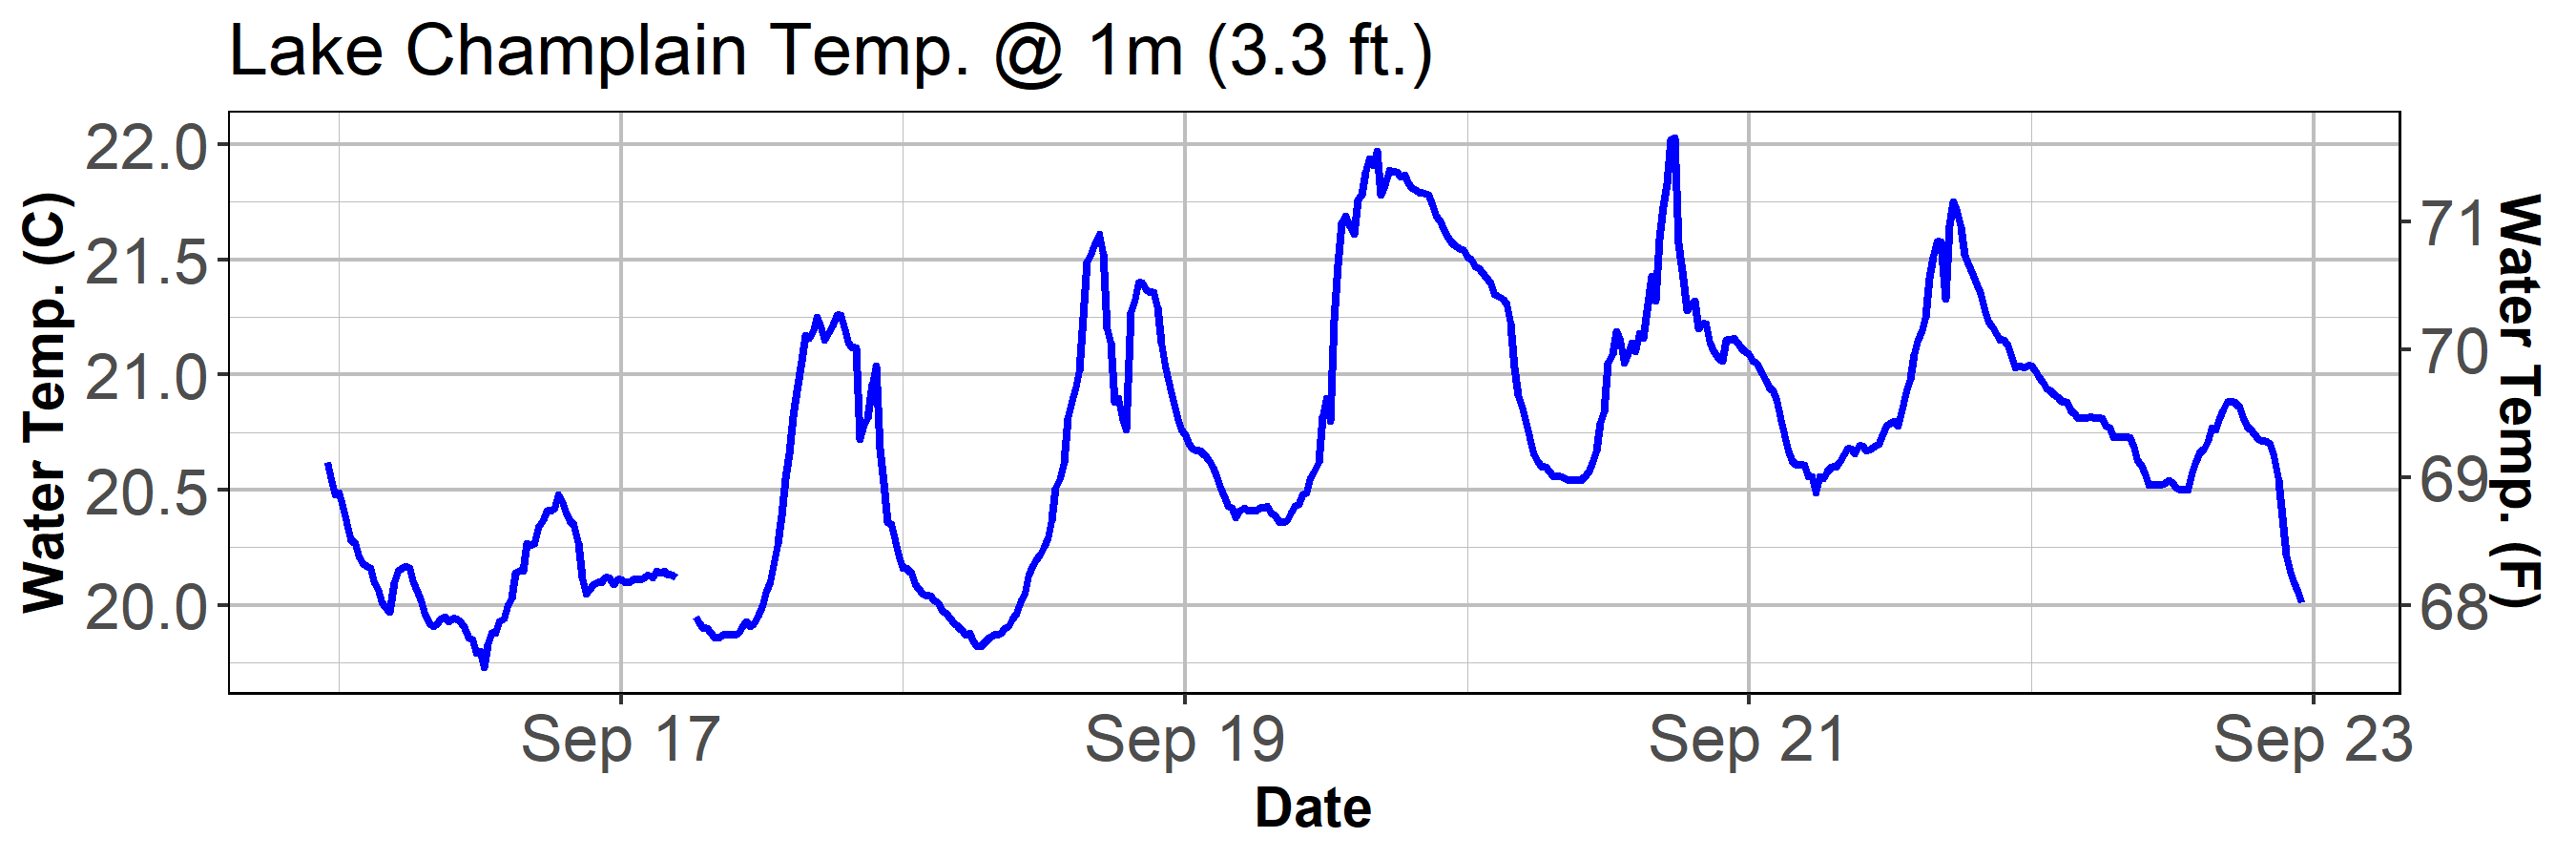 Lake Champlain Temp. @ 1m (3.3 ft.)
Water Temp. (C)
22.0
21.5
21.0
20.5
20.0
71
70
69
68
Water Temp. (F)
Sep 17 Sep 19 Sep 21 Sep 23
Date